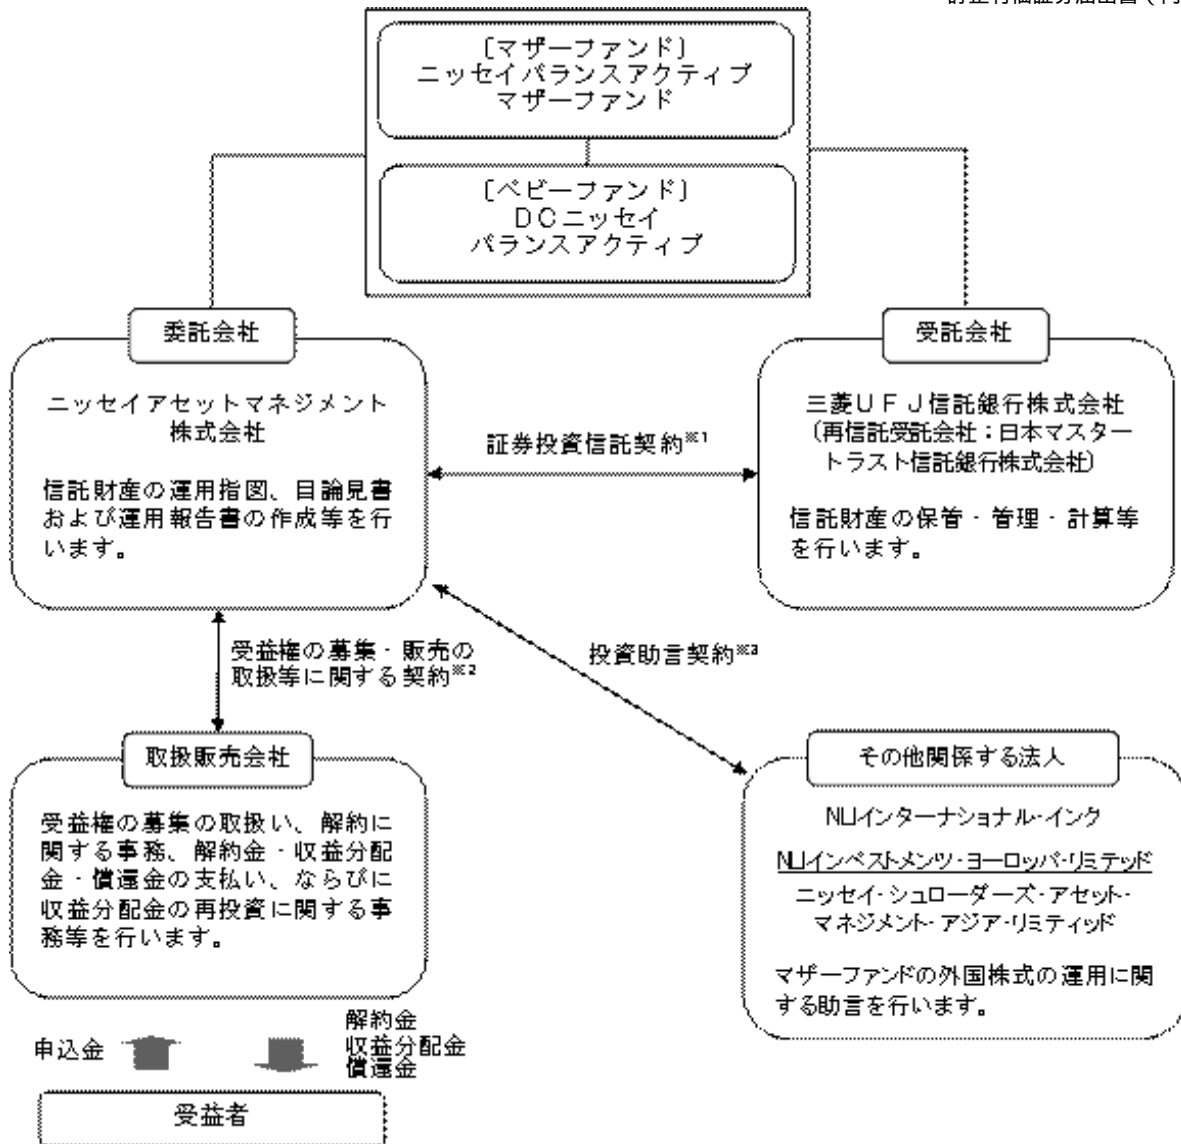 〔マザーファンド〕
ニッセイバランスアクティブ
マザーファンド
〔ベビーファンド〕
DCニッセイ
バランスアクティブ
委託会社
ニッセイアセットマネジメント
株式会社
信託財産の運用指図、目論見書
および運用報告書の作成等を行
います。
証券投資信託契約※1
受託会社
三菱UFJ信託銀行株式会社
(再信託受託会社:日本マスター
トラスト信託銀行株式会社)
信託財産の保管・管理・計算等
を行います。
受益権の募集・販売の
取扱等に関する契約※2
投資助言契約※3
取扱販売会社
受益権の募集の取扱い、解約に
関する事務、解約金・収益分配
金・償還金の支払い、ならびに
収益分配金の再投資に関する事
務等を行います。
その他関係する法人
NLIインターナショナル・インク
NLIインベストメンツ・ヨーロッパ・リミテッド
ニッセイ・シュローダーズ・アセット・
マネジメント・アジア・リミティッド
マザーファンドの外国株式の運用に関
する助言を行います。
申込金
解約金
収益分配金
償還金
受益者